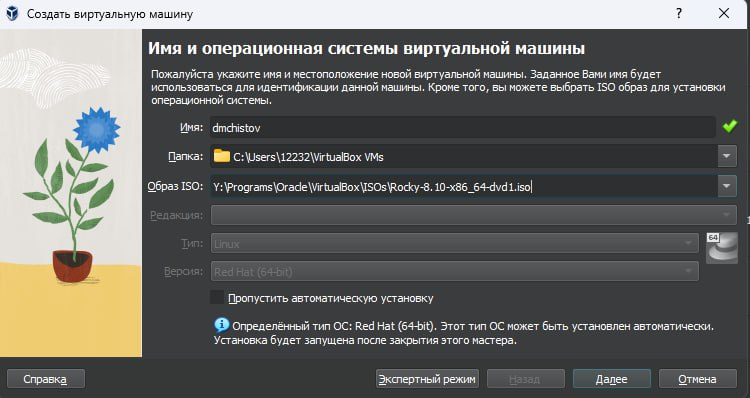 Создать виртуальную машину
?
Имя и операционная системы виртуальной машины
Пожалуйста укажите имя и местоположение новой виртуальной машины. Заданное Вами имя будет
использоваться для идентификации данной машины. Кроме того, вы можете выбрать ISO образ для установки
операционной системы.
Имя: dmchistov
Папка: C:\Users\12232\VirtualBox VMs
Образ ISO: Y:\Programs\Oracle\VirtualBox\ISOs\Rocky-8.10-x86_64-dvd1.iso
Редакция:
Тип: Linux
64
Версия: Red Hat (64-bit)
Пропустить автоматическую установку
Определённый тип ОС: Red Hat (64-bit). Этот тип ОС может быть установлен автоматически.
Установка будет запущена после закрытия этого мастера.
Справка Экспертный режим Назад Далее Отмена